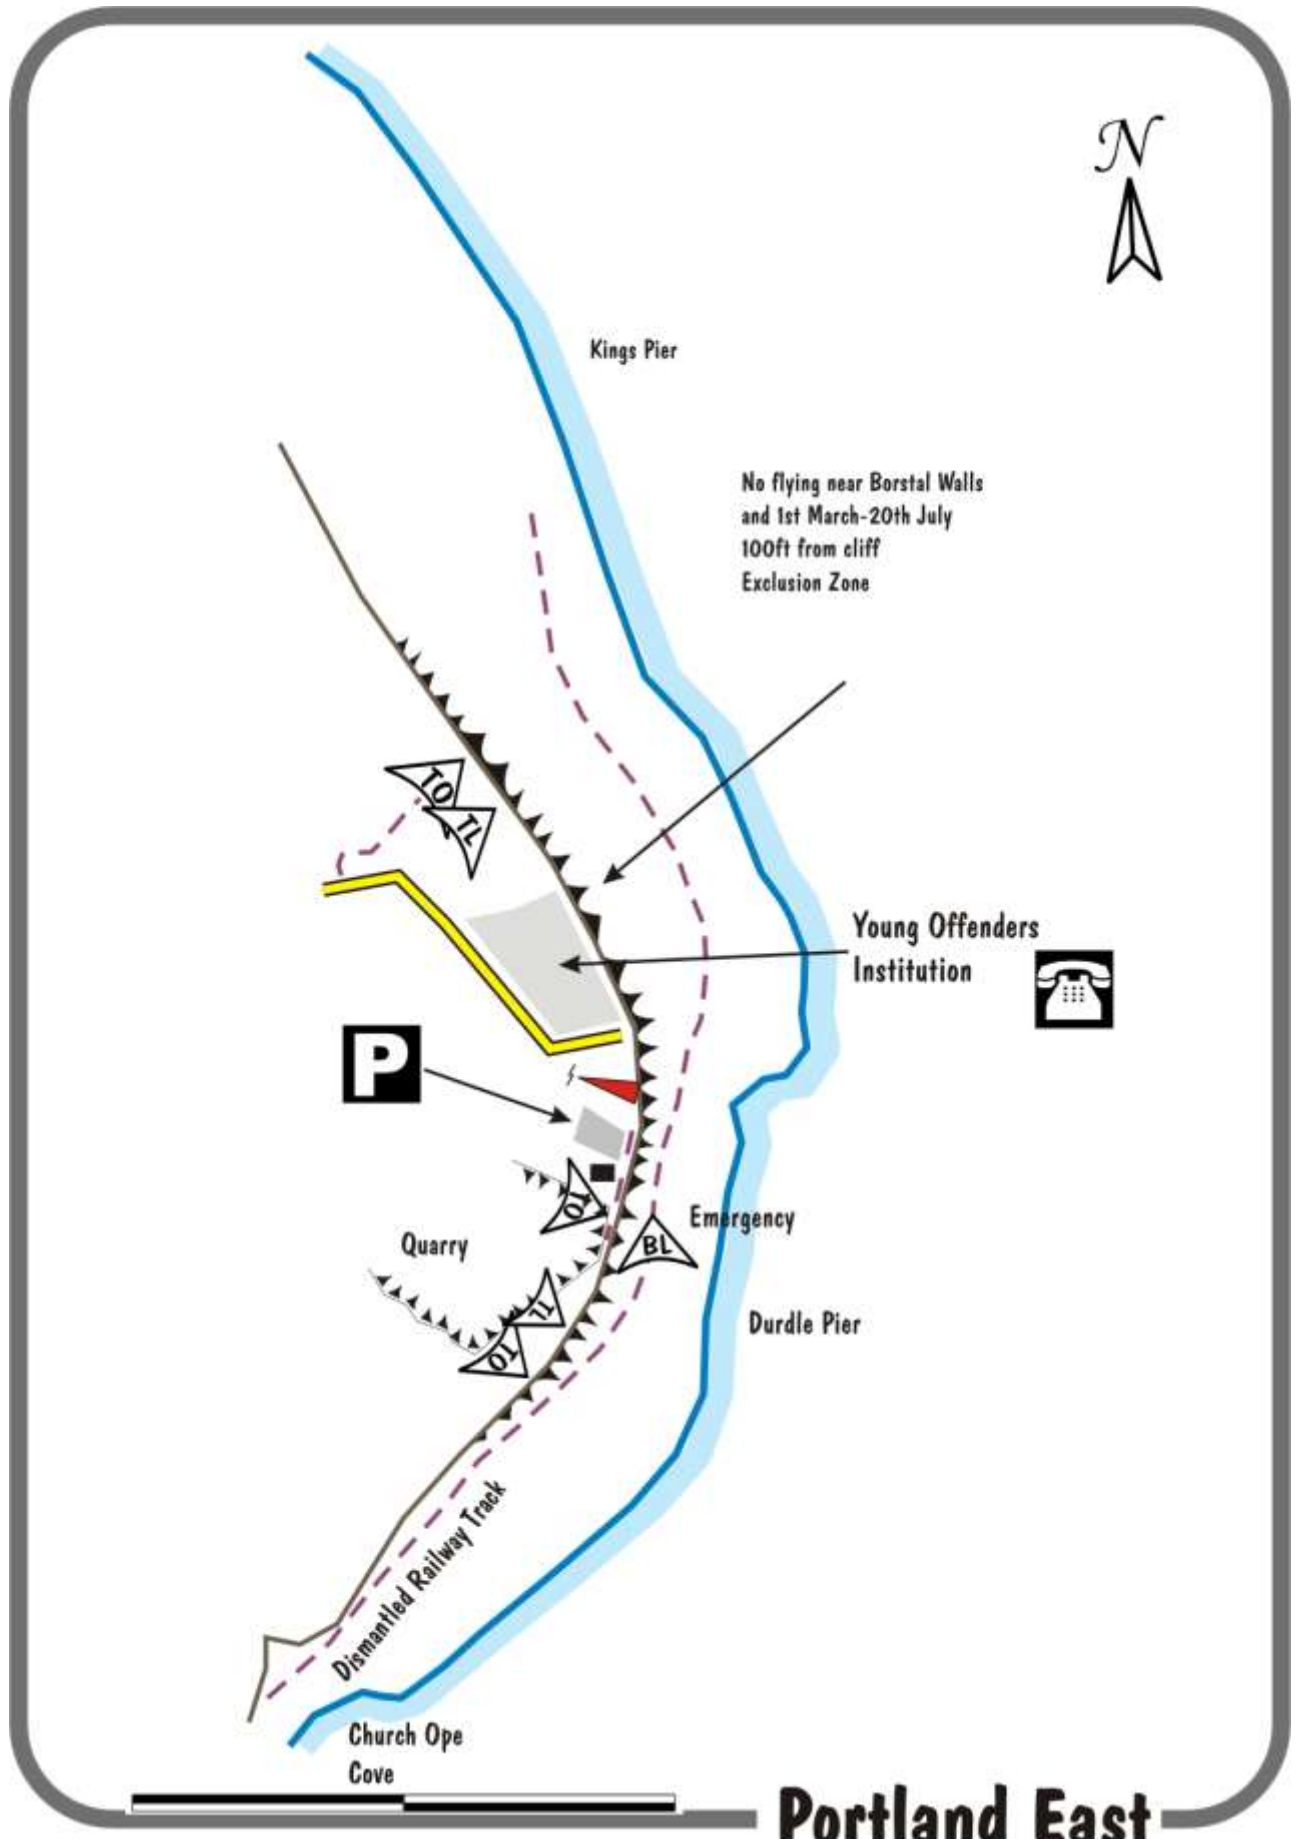 N
Kings Pier
No flying near Borstal Walls
and 1st March-20th July
100ft from cliff
Exclusion Zone
TO
TL
Young Offenders
Institution
P
TO
Emergency
BL
Quarry
TL
TO
Durdle Pier
Dismantled Railway Track
Church Ope
Cove
Portland East